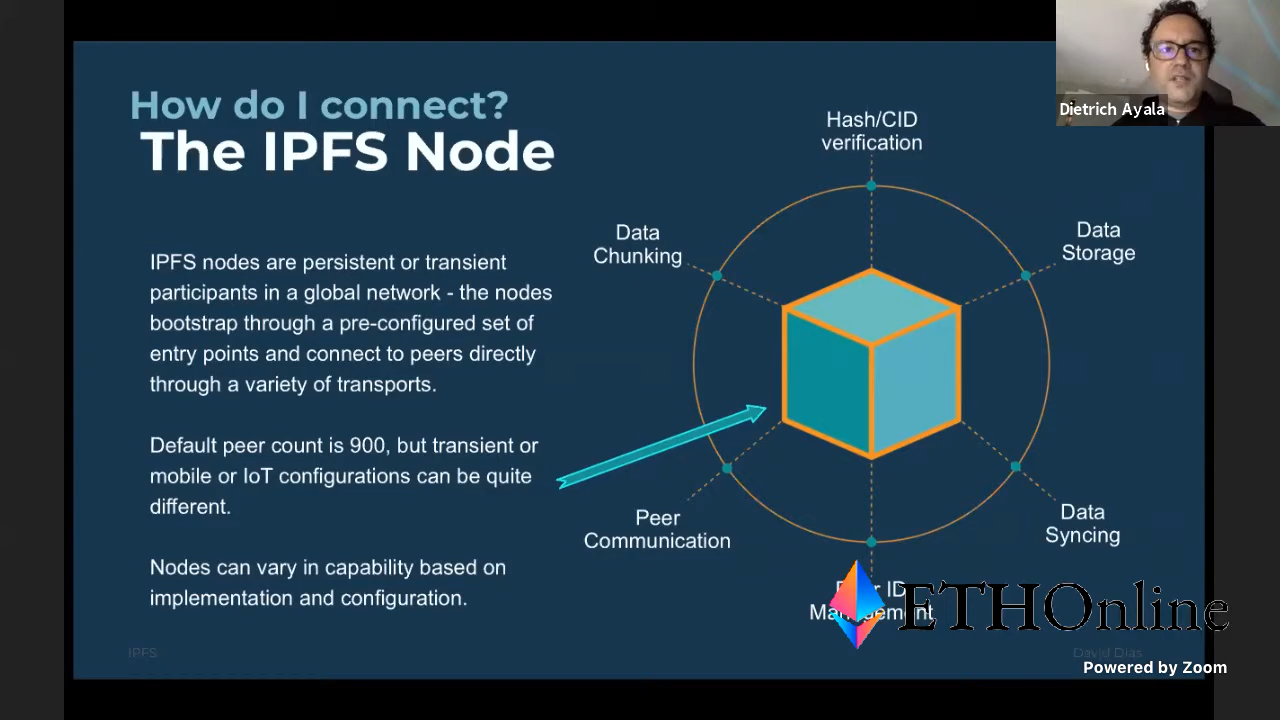 How do I connect?
The IPFS Node
IPFS nodes are persistent or transient
participants in a global network - the nodes
bootstrap through a pre-configured set of
entry points and connect to peers directly
through a variety of transports.
Default peer count is 900, but transient or
mobile or IoT configurations can be quite
different.
Nodes can vary in capability based on
implementation and configuration.
Hash/CID
verification
Data
Chunking
Data
Storage
Peer
Communication
Data
Syncing
ID
IPFS
David Dias
Dietrich Ayala
ETHOnline
Powered by Zoom